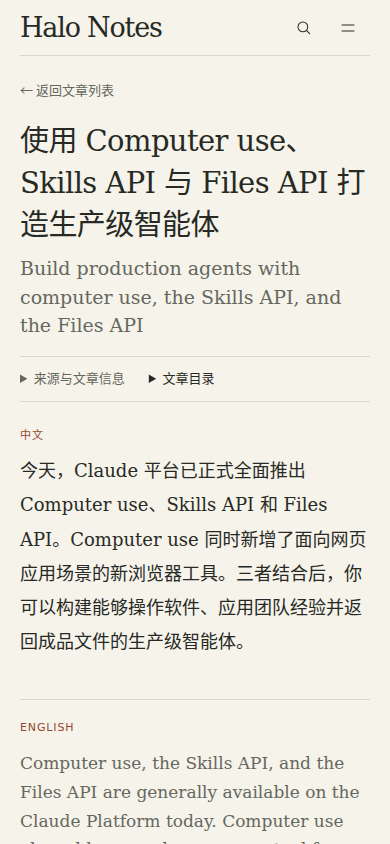 Halo Notes
← 返回文章列表
使用 Computer use、
Skills API 与 Files API 打
造生产级智能体
Build production agents with
computer use, the Skills API, and
the Files API
▶ 来源与文章信息 ▶ 文章目录
中文
今天，Claude 平台已正式全面推出
Computer use、Skills API 和 Files
API。Computer use 同时新增了面向网页
应用场景的新浏览器工具。三者结合后，你
可以构建能够操作软件、应用团队经验并返
回成品文件的生产级智能体。
ENGLISH
Computer use, the Skills API, and the
Files API are generally available on the
Claude Platform today. Computer use